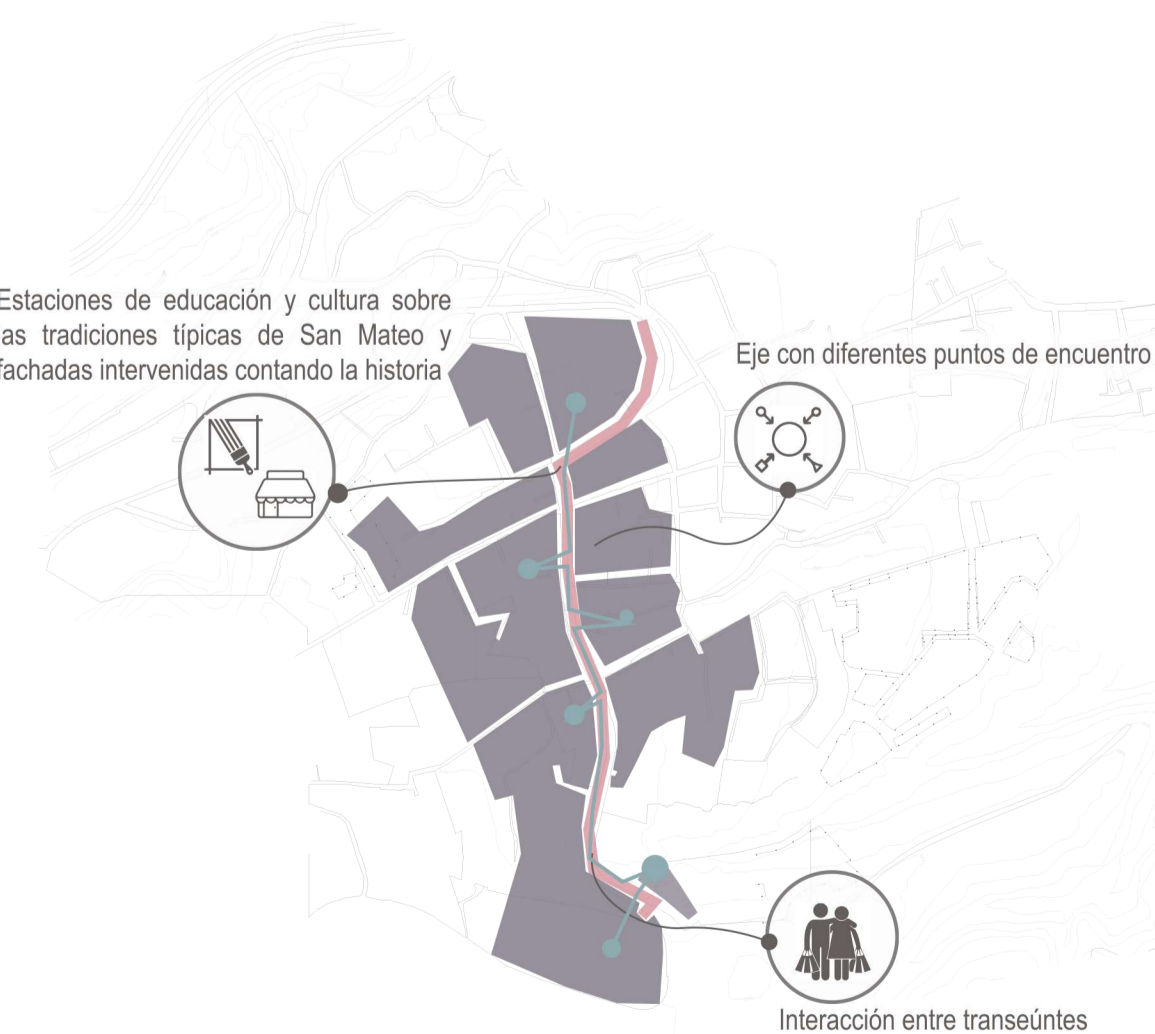 Estaciones de educación y cultura sobre
las tradiciones típicas de San Mateo y
fachadas intervenidas contando la historia
Eje con diferentes puntos de encuentro
Interacción entre transeúntes